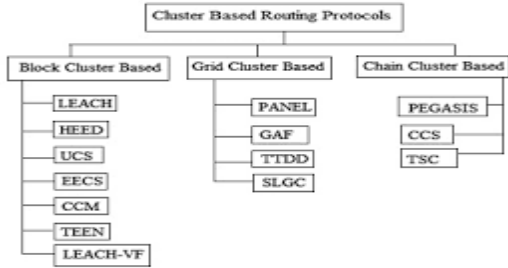 Cluster Based Routing Protocols
Block Cluster Based
Grid Cluster Based
Chain Cluster Based
LEACH
HEED
UCS
EECS
CCM
TEEN
LEACH-VF
PANEL
GAF
TTDD
SLGC
PEGASIS
CCS
TSC